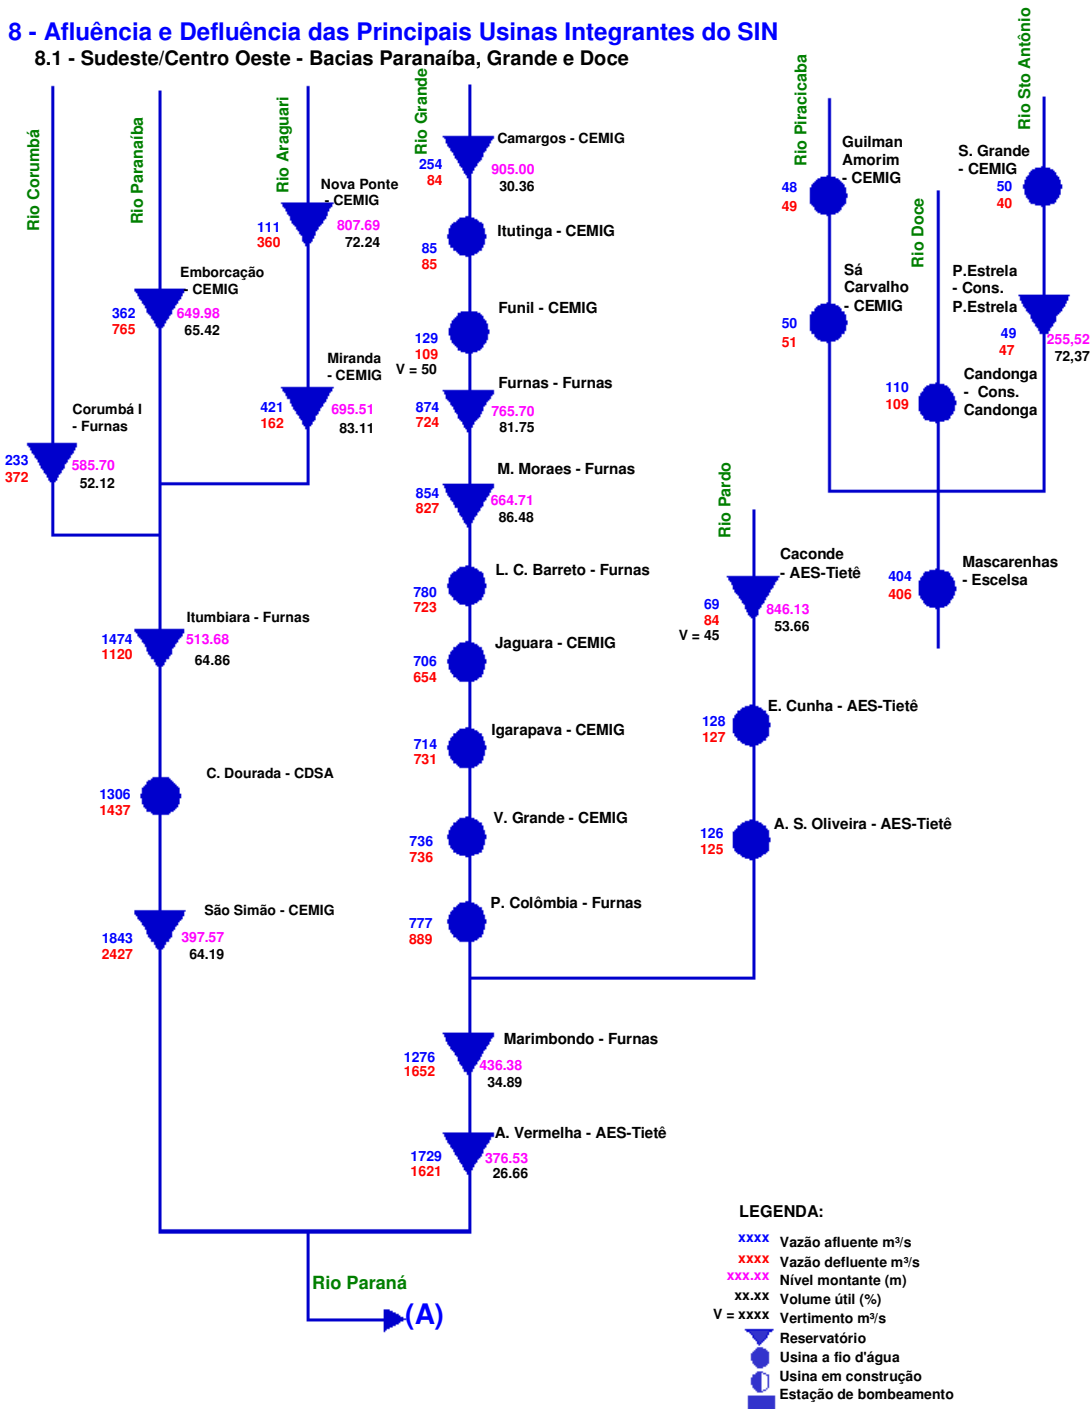 8 - Afluência e Defluência das Principais Usinas Integrantes do SIN
8.1 - Sudeste/Centro Oeste - Bacias Paranaíba, Grande e Doce
Rio Corumbá
Corumbá I
- Furnas
233
372
585.70
52.12
Rio Paranaíba
Emborcação
- CEMIG
362
765
649.98
65.42
Rio Araguari
Nova Ponte
- CEMIG
111
360
807.69
72.24
Miranda
- CEMIG
421
162
695.51
83.11
Itumbiara - Furnas
1474
1120
513.68
64.86
C. Dourada - CDSA
1306
1437
São Simão - CEMIG
1843
2427
397.57
64.19
Rio Grande
Camargos - CEMIG
254
84
905.00
30.36
Itutinga - CEMIG
85
85
Funil - CEMIG
129
109
V = 50
Furnas - Furnas
874
724
765.70
81.75
M. Moraes - Furnas
854
827
664.71
86.48
L. C. Barreto - Furnas
780
723
Jaguara - CEMIG
706
654
Igarapava - CEMIG
714
731
V. Grande - CEMIG
736
736
P. Colômbia - Furnas
777
889
Rio Pardo
Caconde
- AES-Tietê
69
84
V = 45
846.13
53.66
E. Cunha - AES-Tietê
128
127
A. S. Oliveira - AES-Tietê
126
125
Marimbondo - Furnas
1276
1652
436.38
34.89
A. Vermelha - AES-Tietê
1729
1621
376.53
26.66
Rio Paraná
(A)
Rio Piracicaba
Guilman
Amorim
- CEMIG
48
49
Sá
Carvalho
- CEMIG
50
51
Rio Doce
Candonga
- Cons.
Candonga
110
109
Rio Sto Antônio
S. Grande
- CEMIG
50
40
P.Estrela
- Cons.
P.Estrela
49
47
255,52
72,37
Mascarenhas
- Escelsa
404
406
LEGENDA:
xxxx Vazão afluente m³/s
xxxx Vazão defluente m³/s
xxx.xx Nível montante (m)
xx.xx Volume útil (%)
V = xxxx Vertimento m³/s
Reservatório
Usina a fio d'água
Usina em construção
Estação de bombeamento